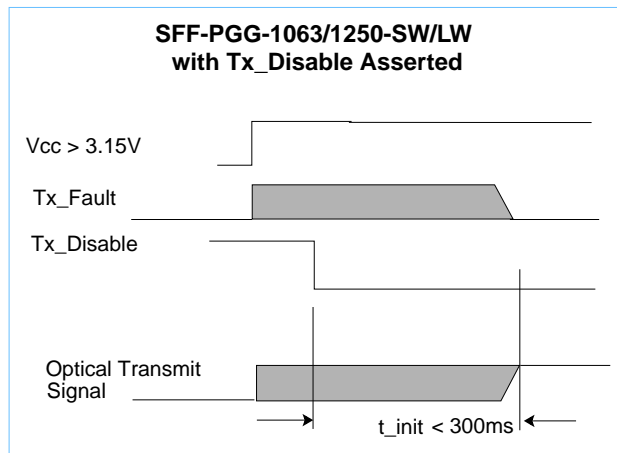 SFF-PGG-1063/1250-SW/LW
with Tx_Disable Asserted
Vcc > 3.15V
Tx_Fault
Tx_Disable
Optical Transmit
Signal
t_init < 300ms